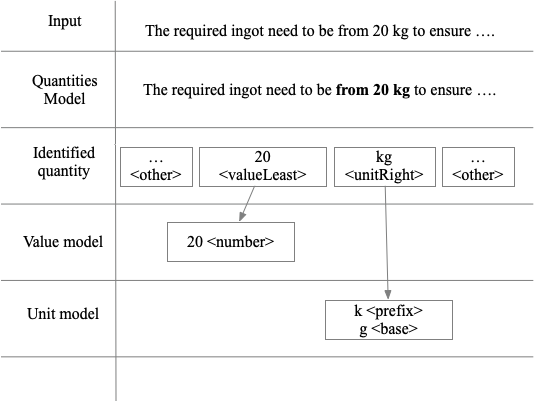 Input
The required ingot need to be from 20 kg to ensure ….
Quantities
Model
The required ingot need to be from 20 kg to ensure ….
Identified
quantity
…
<other>
20
<valueLeast>
kg
<unitRight>
…
<other>
Value model
20 <number>
Unit model
k <prefix>
g <base>